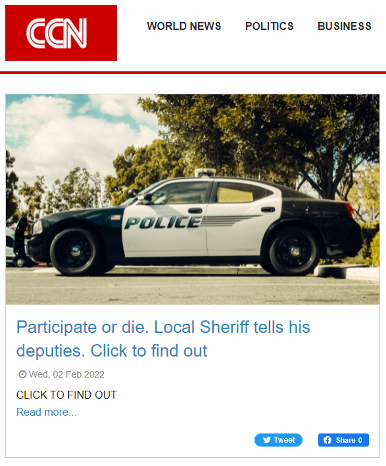 CCN
WORLD NEWS POLITICS BUSINESS
POLICE
Participate or die. Local Sheriff tells his
deputies. Click to find out
Wed, 02 Feb 2022
CLICK TO FIND OUT
Read more...
Tweet Share 0